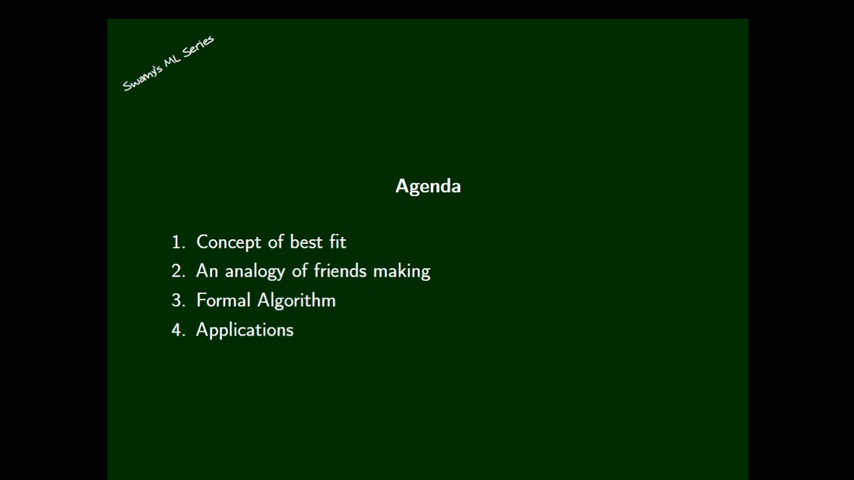 Swamy's ML Series
Agenda
1. Concept of best fit
2. An analogy of friends making
3. Formal Algorithm
4. Applications